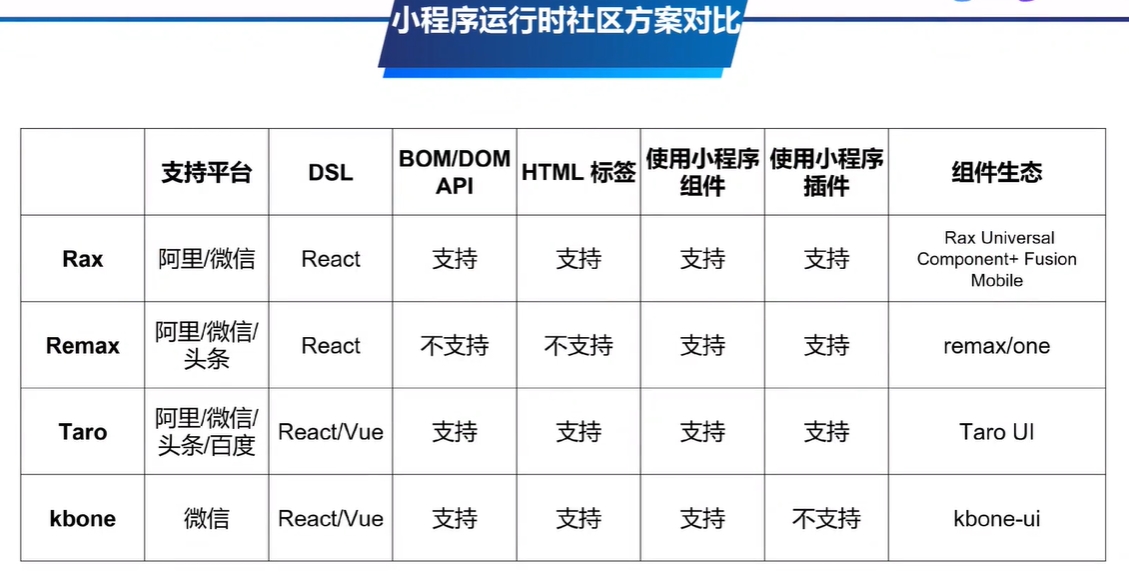 小程序运行时社区方案对比
支持平台
DSL
BOM/DOM
API
HTML 标签
使用小程序
组件
使用小程序
插件
组件生态
Rax
阿里/微信
React
支持
支持
支持
支持
Rax Universal
Component+ Fusion
Mobile
Remax
阿里/微信/
头条
React
不支持
不支持
支持
支持
remax/one
Taro
阿里/微信/
头条/百度
React/Vue
支持
支持
支持
支持
Taro UI
kbone
微信
React/Vue
支持
支持
支持
不支持
kbone-ui